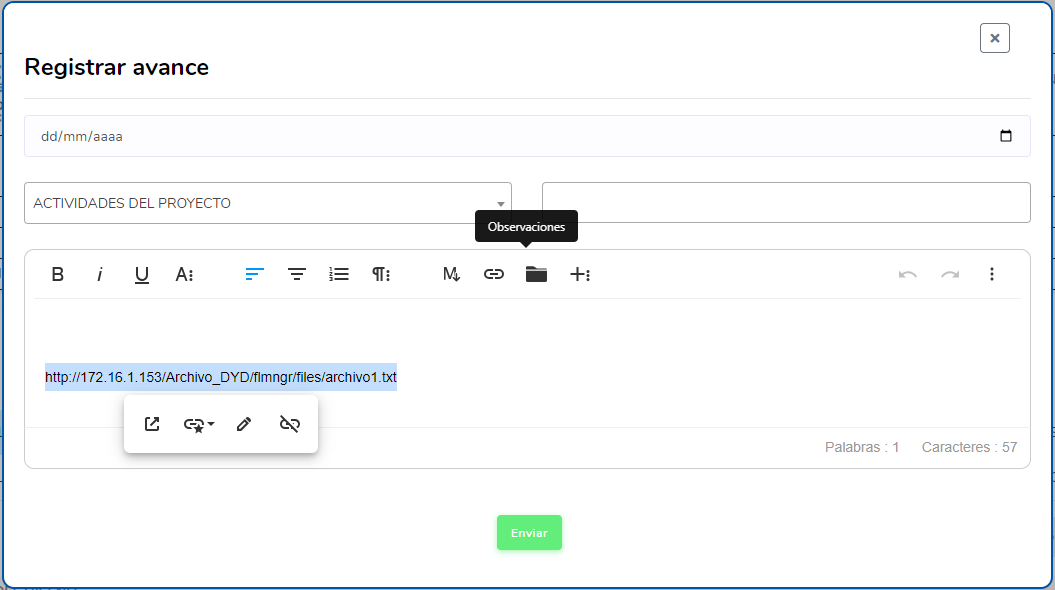 Registrar avance
dd/mm/aaaa
ACTIVIDADES DEL PROYECTO
Observaciones
B i U A M
http://172.16.1.153/Archivo_DYD/flmngr/files/archivo1.txt
Palabras : 1 Caracteres : 57
Enviar